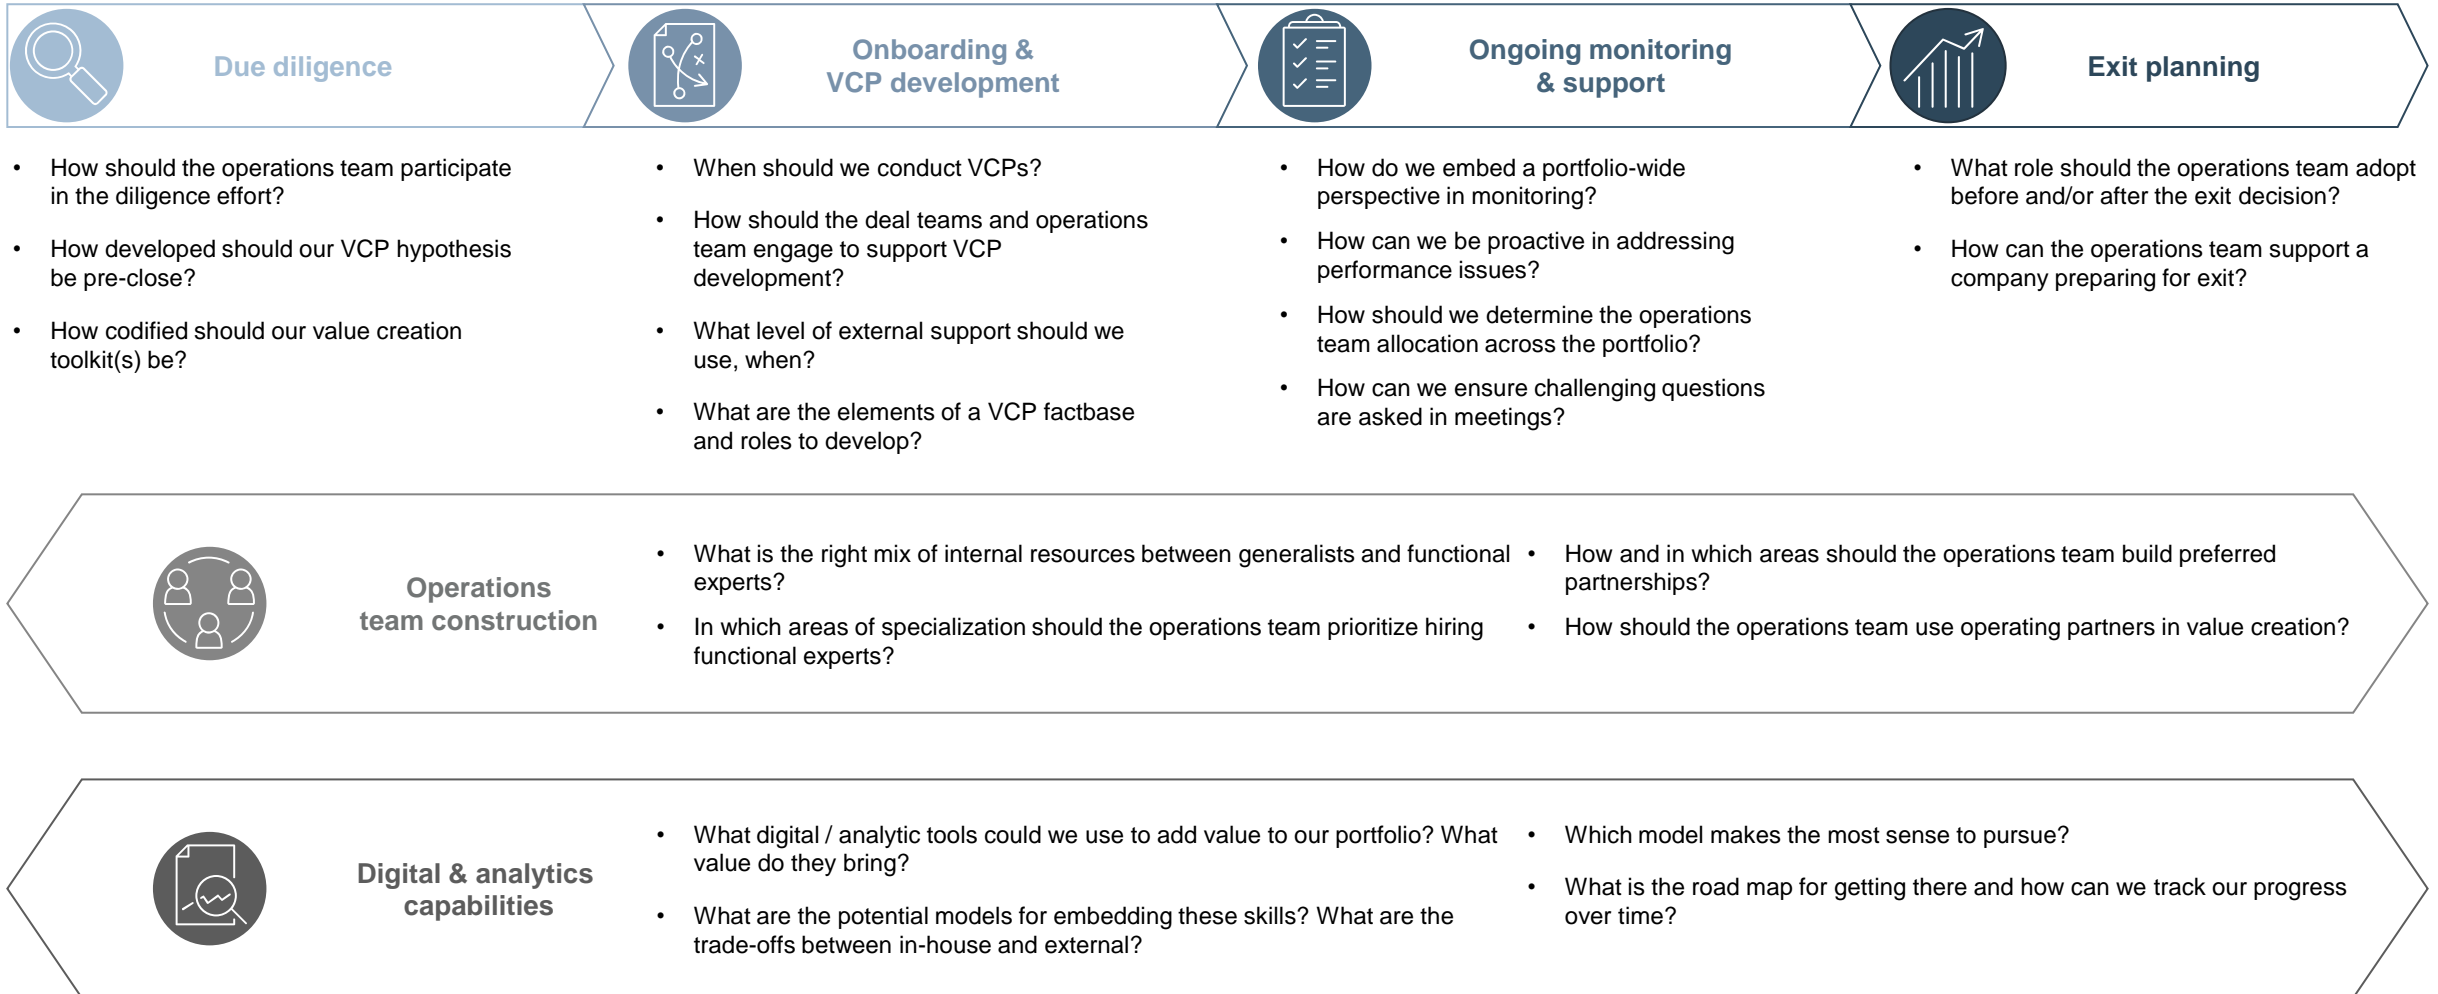 Due diligence
Onboarding &
VCP development
Ongoing monitoring
& support
Exit planning
• How should the operations team participate
in the diligence effort?
• How developed should our VCP hypothesis
be pre-close?
• How codified should our value creation
toolkit(s) be?
• When should we conduct VCPs?
• How should the deal teams and operations
team engage to support VCP
development?
• What level of external support should we
use, when?
• What are the elements of a VCP factbase
and roles to develop?
• How do we embed a portfolio-wide
perspective in monitoring?
• How can we be proactive in addressing
performance issues?
• How should we determine the operations
team allocation across the portfolio?
• How can we ensure challenging questions
are asked in meetings?
• What role should the operations team adopt
before and/or after the exit decision?
• How can the operations team support a
company preparing for exit?
Operations
team construction
• What is the right mix of internal resources between generalists and functional
experts?
• In which areas of specialization should the operations team prioritize hiring
functional experts?
• How and in which areas should the operations team build preferred
partnerships?
• How should the operations team use operating partners in value creation?
Digital & analytics
capabilities
• What digital / analytic tools could we use to add value to our portfolio? What
value do they bring?
• What are the potential models for embedding these skills? What are the
trade-offs between in-house and external?
• Which model makes the most sense to pursue?
• What is the road map for getting there and how can we track our progress
over time?